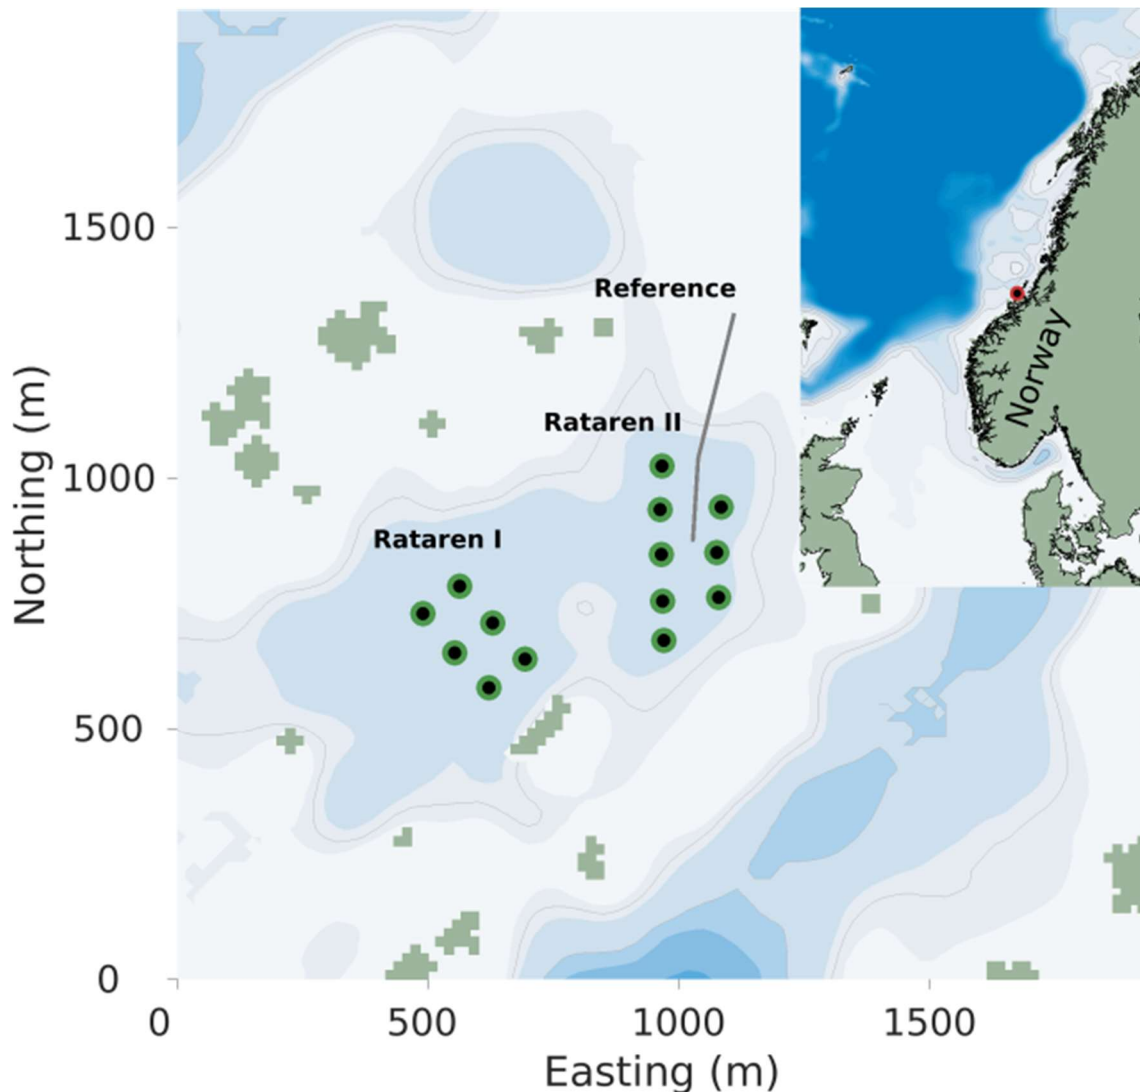 1500
Reference
Norway
Rataren II
1000
Northing (m)
Rataren I
500
0
0
500
1000
1500
Easting (m)